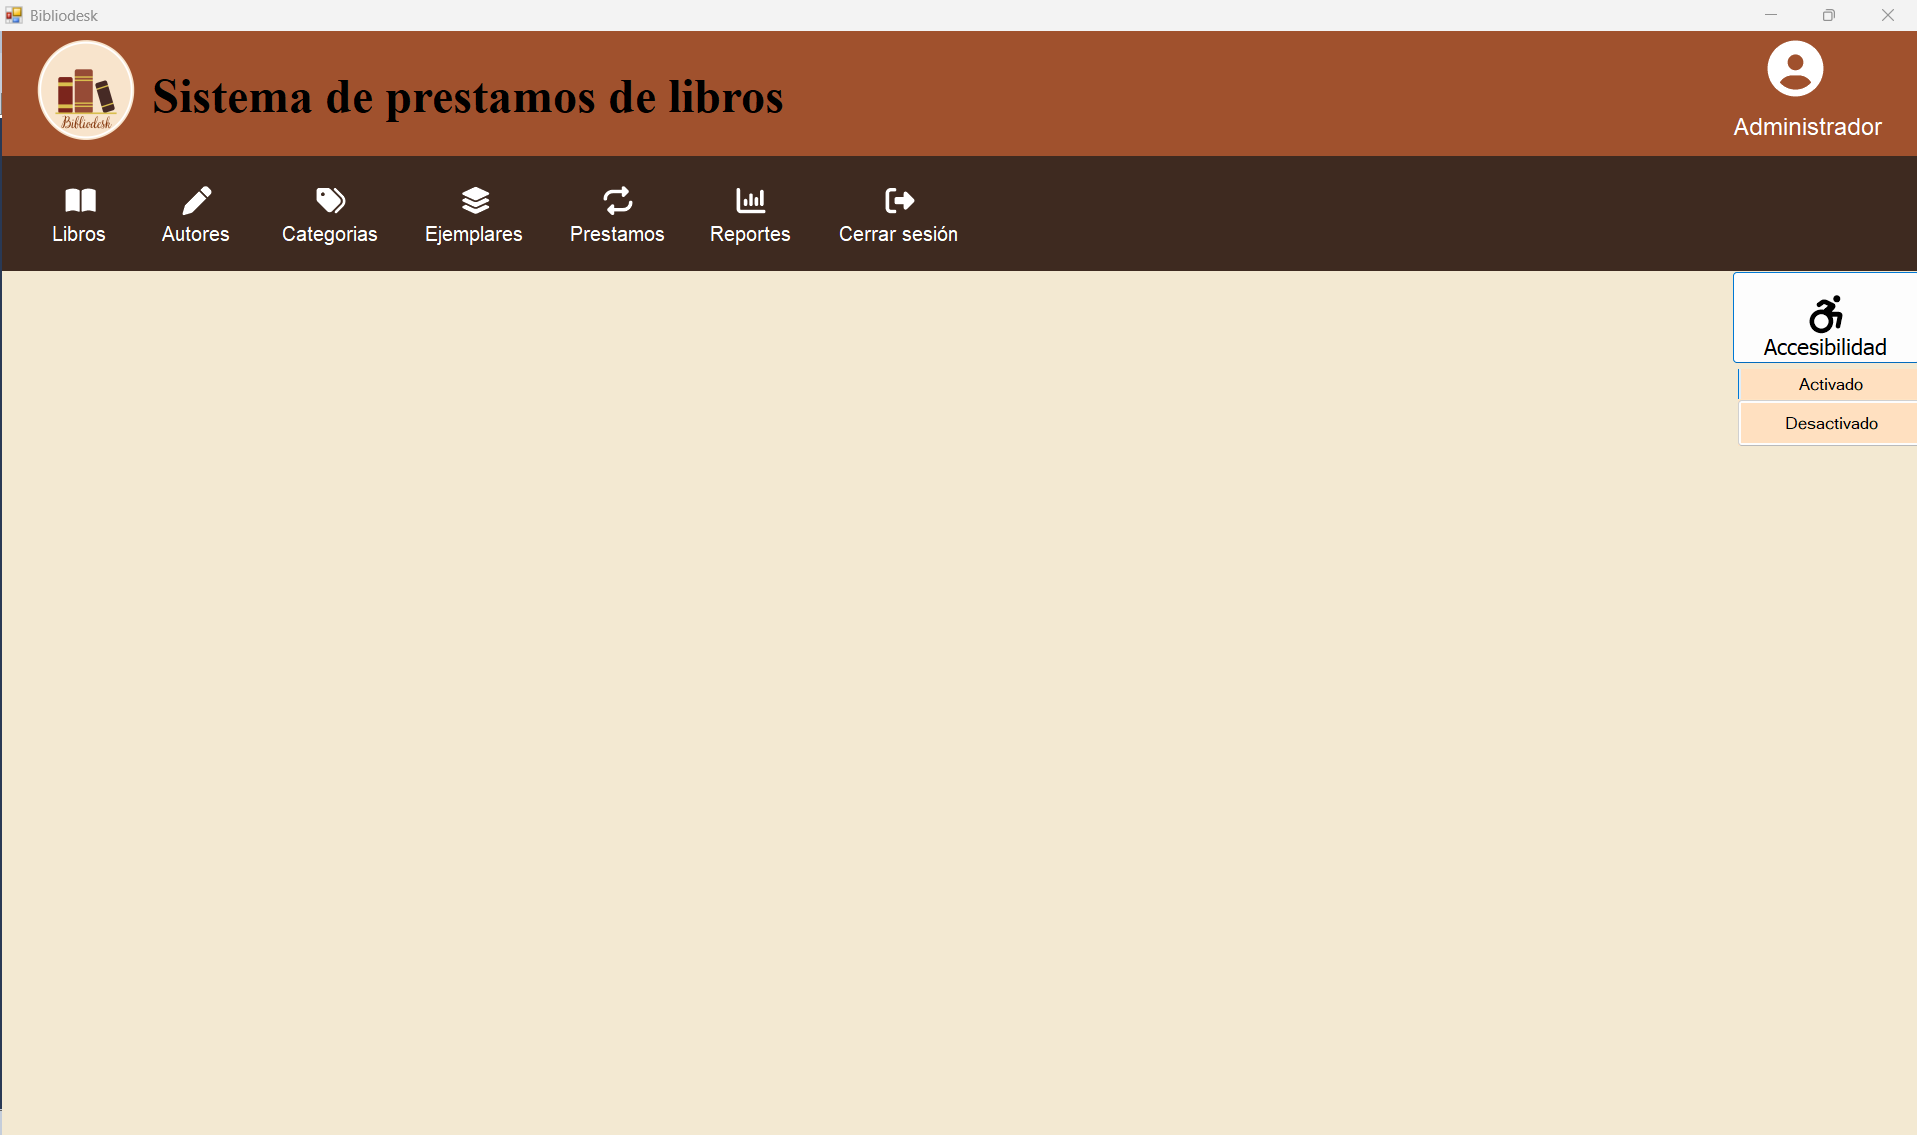 Bibliodesk
Bibliodesk
Sistema de prestamos de libros
Administrador
Libros
Autores
Categorias
Ejemplares
Prestamos
Reportes
Cerrar sesión
Accesibilidad
Activado
Desactivado